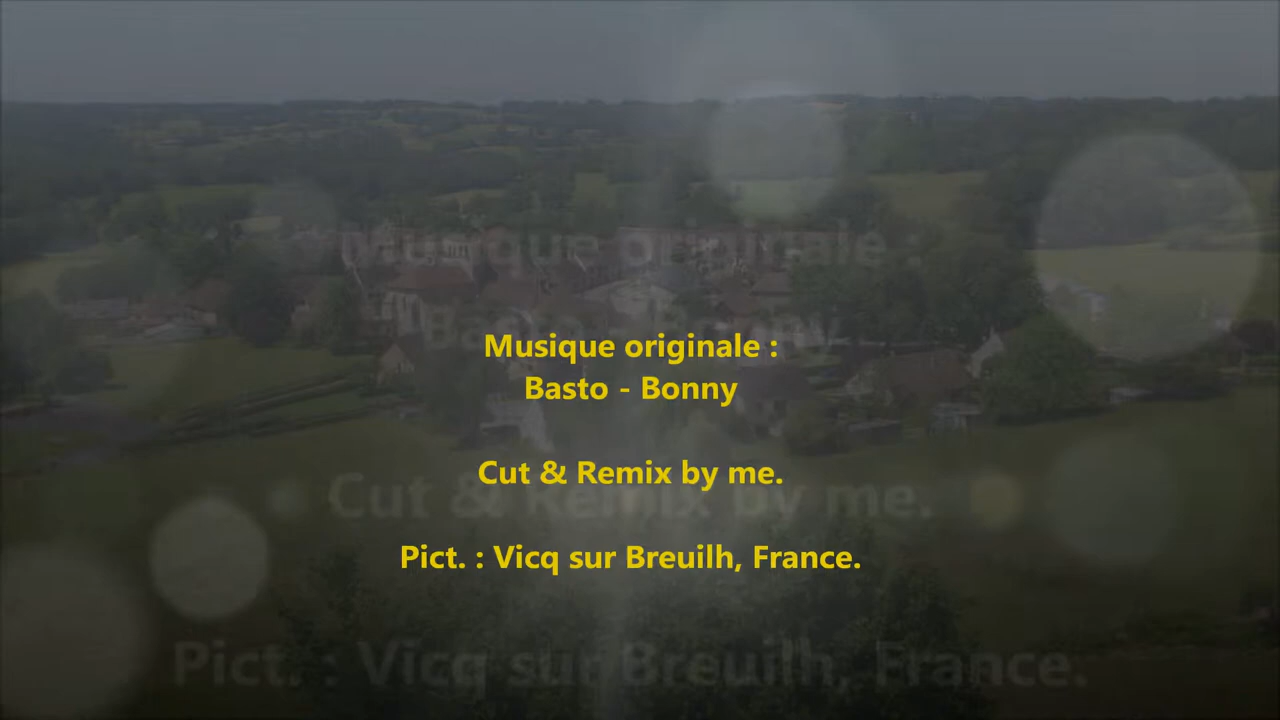 Musique originale :
Basto - Bonny
Cut & Remix by me.
Pict. : Vicq sur Breuilh, France.